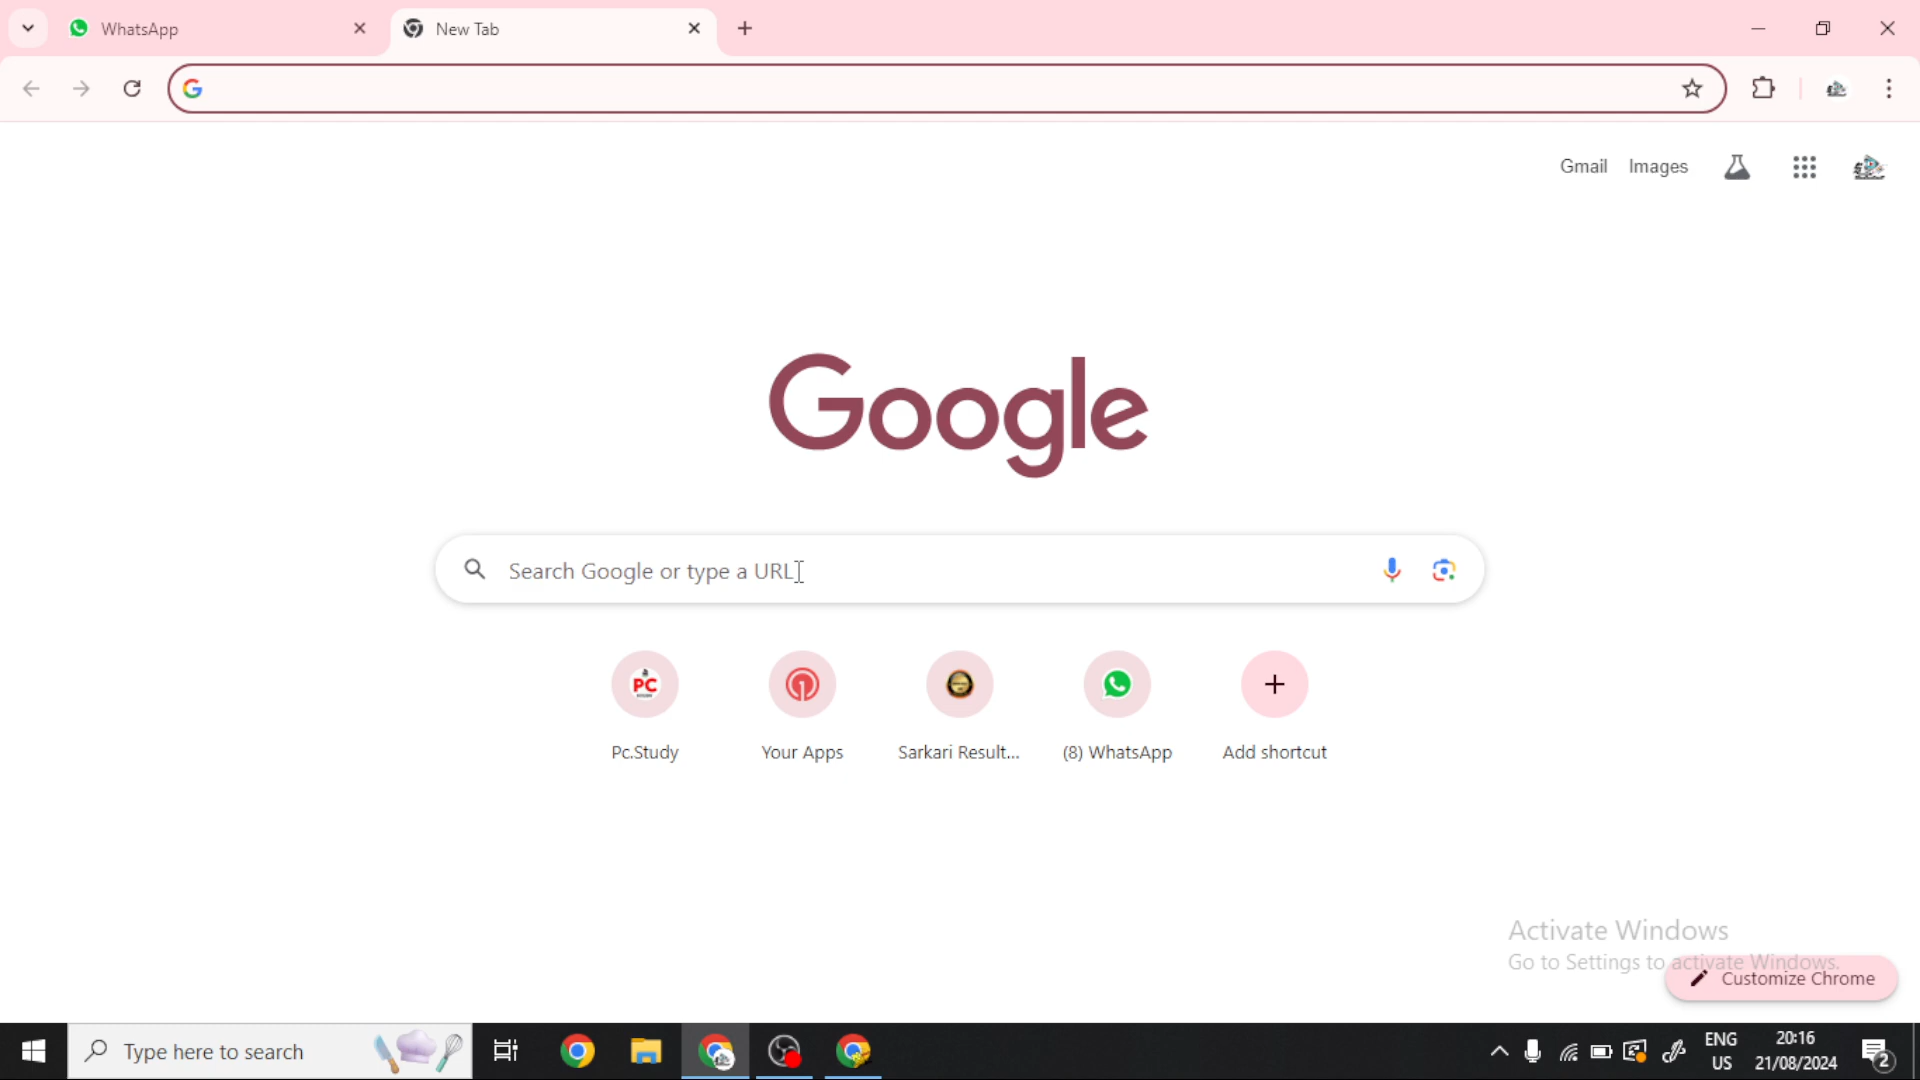 WhatsApp
New Tab
Gmail Images
Google
Search Google or type a URL
PC
Pc.Study
Your Apps
Sarkari Result...
(8) WhatsApp
Add shortcut
Activate Windows
Go to Settings to activate Windows.
Customize Chrome
Type here to search
ENG
US
20:16
21/08/2024
2